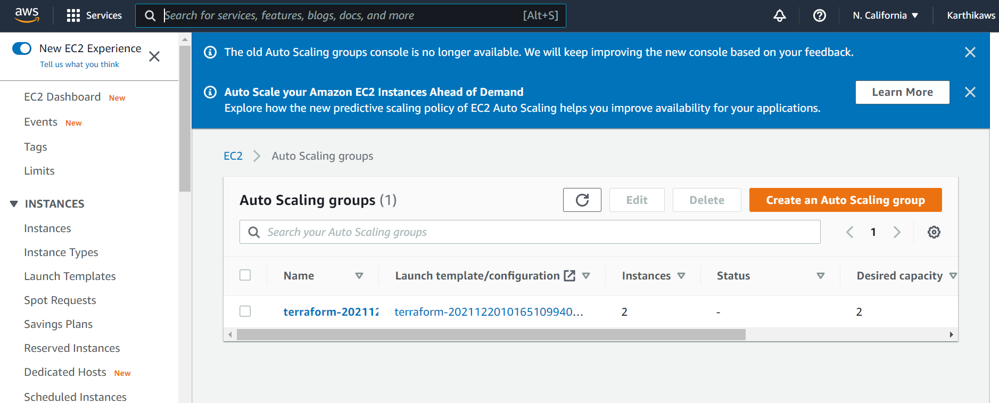 aws
Services
Search for services, features, blogs, docs, and more
[Alt+S]
N. California
Karthikaws
New EC2 Experience
Tell us what you think
EC2 Dashboard New
Events New
Tags
Limits
INSTANCES
Instances
Instance Types
Launch Templates
Spot Requests
Savings Plans
Reserved Instances
Dedicated Hosts New
Scheduled Instances
The old Auto Scaling groups console is no longer available. We will keep improving the new console based on your feedback.
Auto Scale your Amazon EC2 Instances Ahead of Demand
Explore how the new predictive scaling policy of EC2 Auto Scaling helps you improve availability for your applications.
Learn More
EC2
Auto Scaling groups
Auto Scaling groups (1)
Edit
Delete
Create an Auto Scaling group
Search your Auto Scaling groups
1
Name
Launch template/configuration
Instances
Status
Desired capacity
terraform-202112
terraform-2021122010165109940...
2
-
2